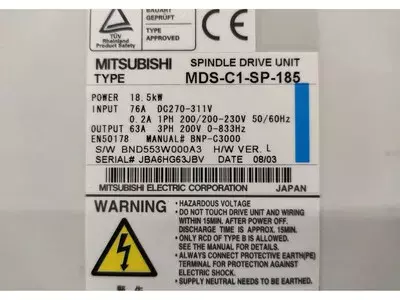 BAUART
GEPRÜFT
TYPE
APPROVED
TÜV
Rheinland
Product Safety
MITSUBISHI SPINDLE DRIVE UNIT
TYPE MDS-C1-SP-185
POWER 18.5kW
INPUT 76A DC270-311V
0.2A 1PH 200/200-230V 50/60Hz
OUTPUT 63A 3PH 200V 0-833Hz
EN50178 MANUAL# BNP-C3000
S/W BND553W000A3 H/W VER. L
SERIAL# JBA6HG63JBV DATE 08/03
MITSUBISHI ELECTRIC CORPORATION JAPAN
WARNING
• HAZARDOUS VOLTAGE
• DO NOT TOUCH DRIVE UNIT AND WIRING
WITHIN 15MIN. AFTER POWER OFF.
DISCHARGE TIME IS APPROX. 15MIN.
• ONLY RCD OF TYPE B IS ALLOWED.
SEE THE MANUAL FOR DETAILS.
• ALWAYS CONNECT PROTECTIVE EARTH(PE)
TERMINAL FOR PROTECTION AGAINST
ELECTRIC SHOCK.
• SUPPLY NEUTRAL NEEDS TO BE EARTHED.